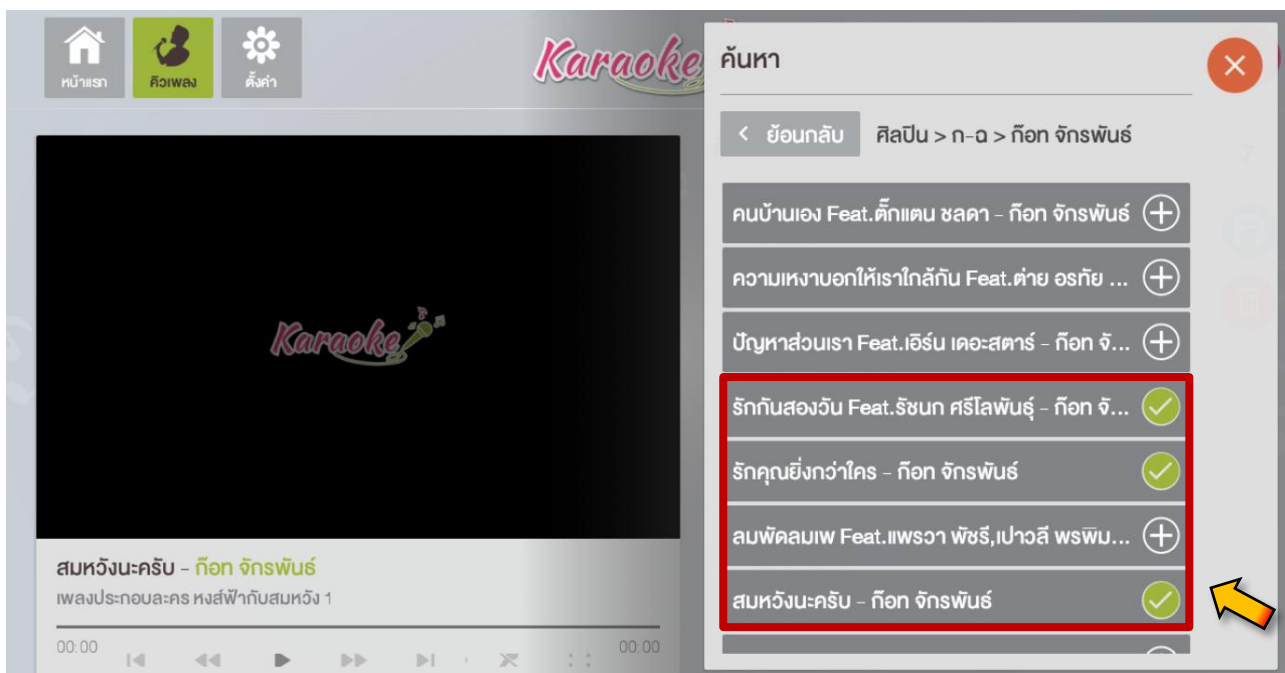 หน้าแรก
คิวเพลง
ตั้งค่า
Karaoke
ค้นหา
ย้อนกลับ
ศิลปิน > ก-ฉ > ก๊อท จักรพันธ์
คนบ้านเอง Feat.ตั๊กแตน ชลดา - ก๊อท จักรพันธ์
ความเหงาบอกให้เราใกล้กัน Feat.ต่าย อรทัย ...
ปัญหาส่วนเรา Feat.เอิร์น เดอะสตาร์ - ก๊อท จั...
รักกันสองวัน Feat.รัชนก ศรีโลพันธุ์ - ก๊อท จั...
รักคุณยิ่งกว่าใคร - ก๊อท จักรพันธ์
ลมพัดลมเพ Feat.แพรวา พัชรี,เปาวลี พรพิม...
สมหวังนะครับ - ก๊อท จักรพันธ์
Karaoke
สมหวังนะครับ - ก๊อท จักรพันธ์
เพลงประกอบละคร หงส์ฟ้ากับสมหวัง 1
00:00
00:00